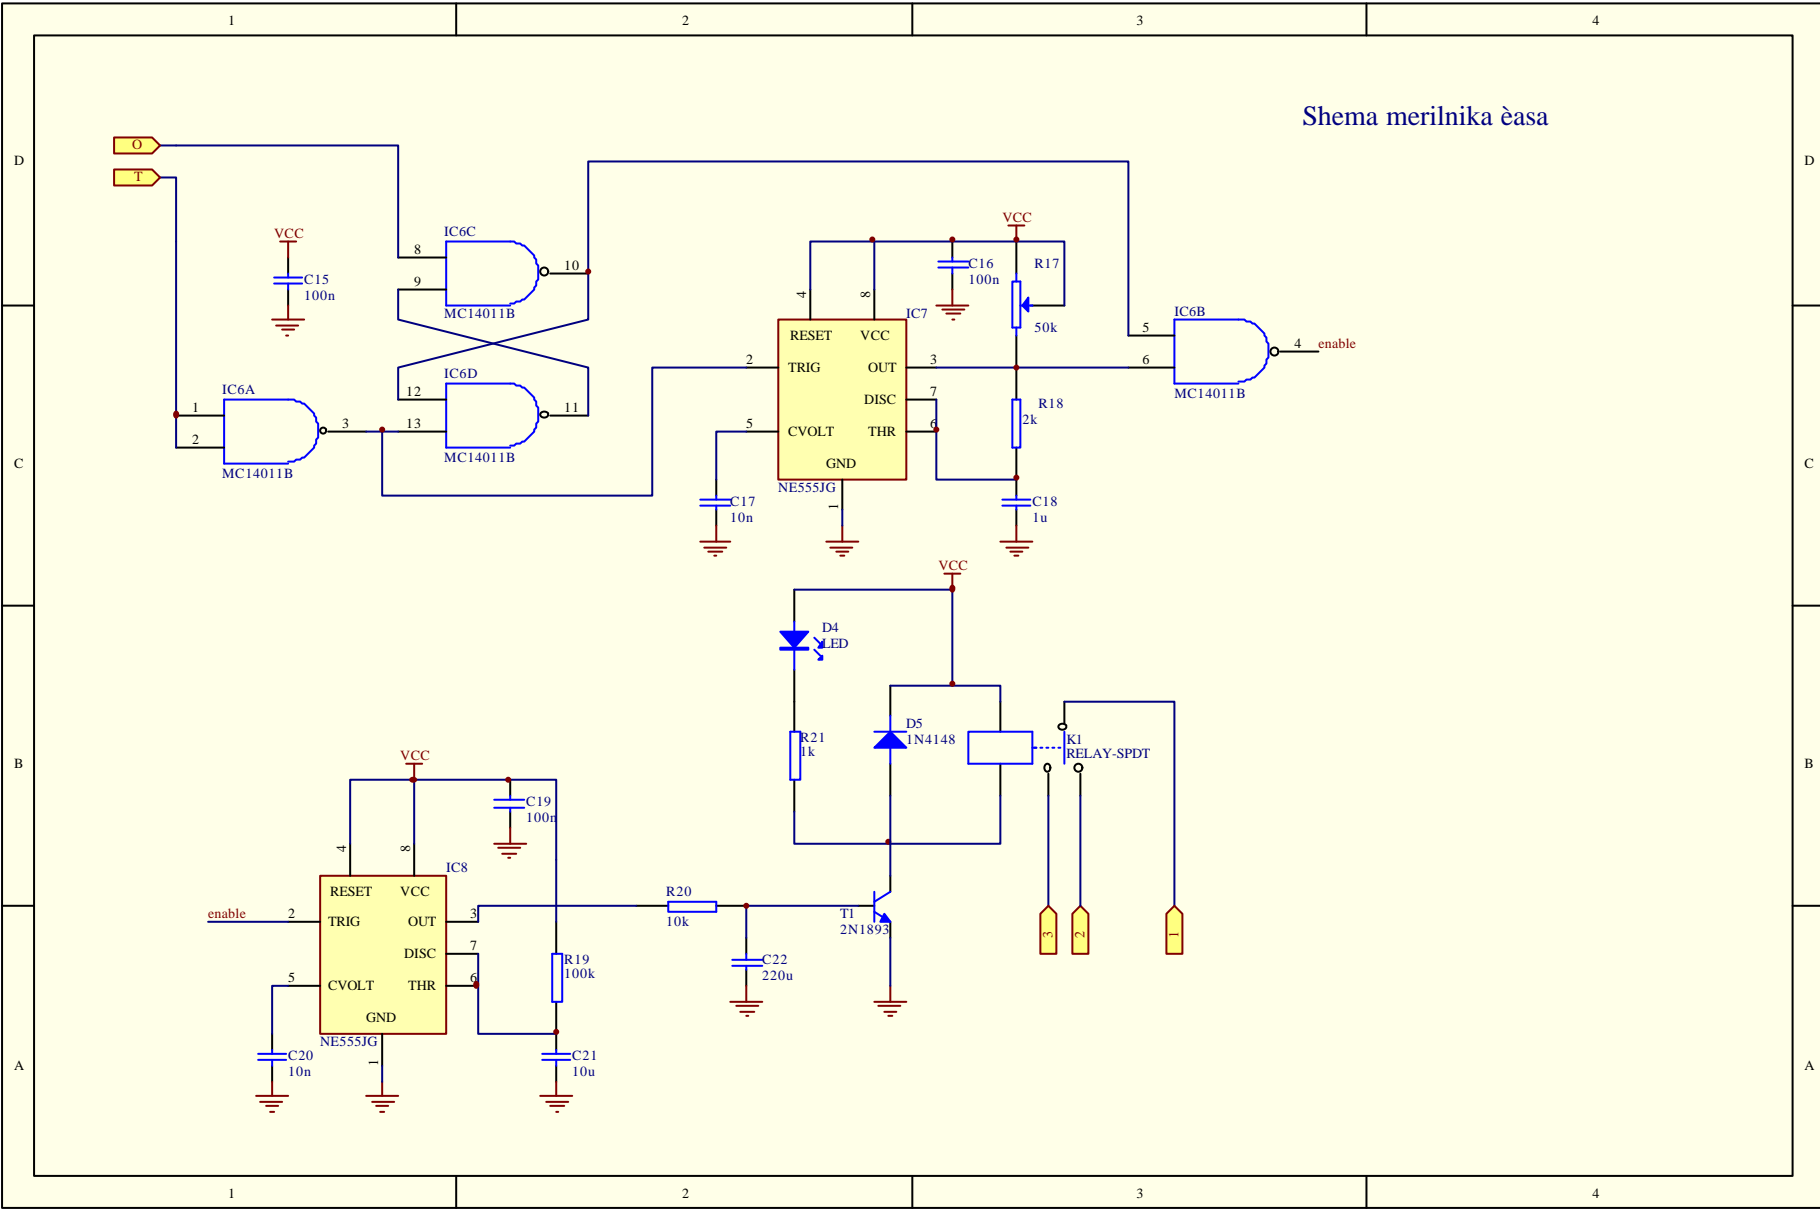 1 2 3 4
Shema merilnika èasa
D D
O
T
VCC
C15
100n
IC6C
8
9
10
MC14011B
IC6D
12
13
11
MC14011B
IC6A
1
2
3
MC14011B
VCC
C16
100n
R17
50k
IC7
4
8
RESET VCC
2 TRIG OUT 3
DISC 7
5 CVOLT THR 6
GND
NE555JG
1
R18
2k
C17
10n
C18
1u
IC6B
5
6
4
enable
MC14011B
C C
VCC
D4
LED
R21
1k
D5
1N4148
K1
RELAY-SPDT
B B
VCC
C19
100n
IC8
4
8
RESET VCC
enable
2 TRIG OUT 3
DISC 7
5 CVOLT THR 6
GND
NE555JG
1
R19
100k
C20
10n
C21
10u
R20
10k
C22
220u
T1
2N1893
3
2
1
A A
1 2 3 4